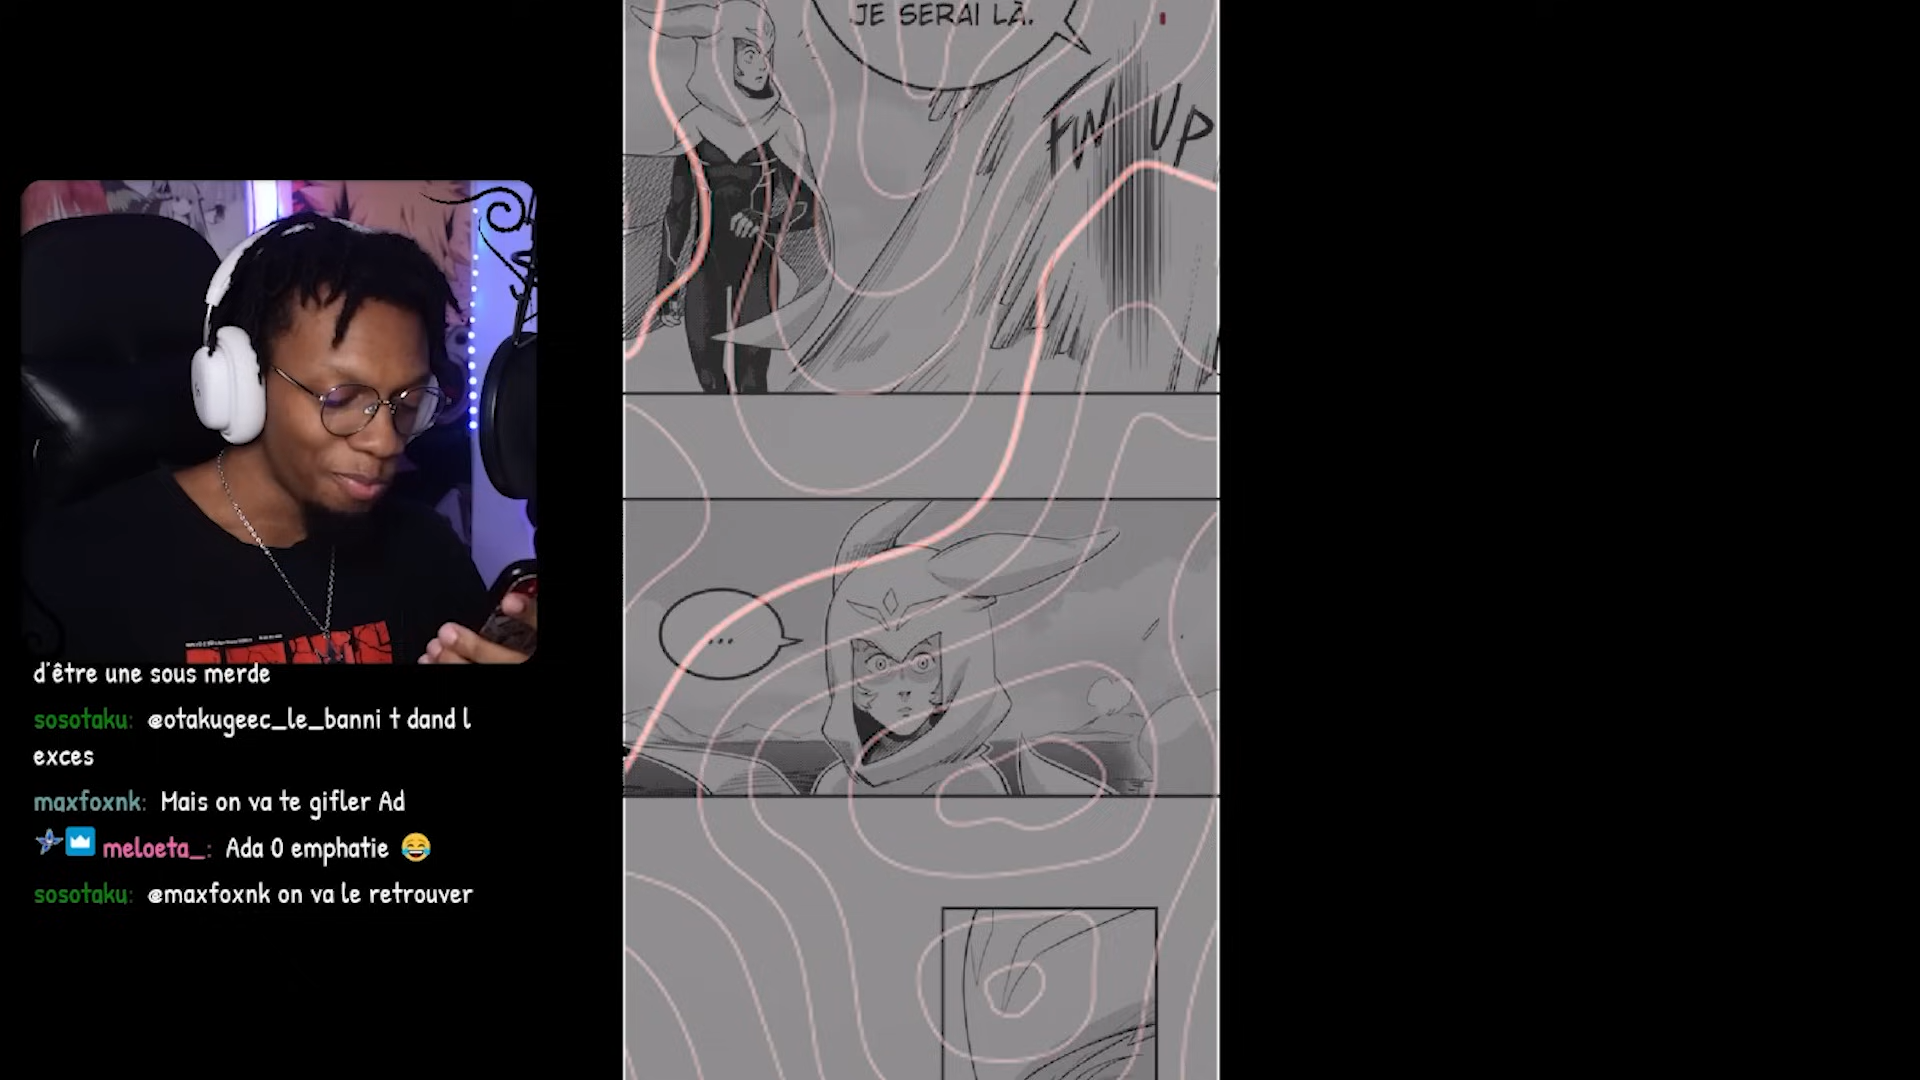 JE SERAI LÀ.
FWUP
...
d'être une sous merde
sosotaku: @otakugeec_le_banni t dand l
exces
maxfoxnk: Mais on va te gifler Ad
meloeta_: Ada 0 emphatie 😂
sosotaku: @maxfoxnk on va le retrouver